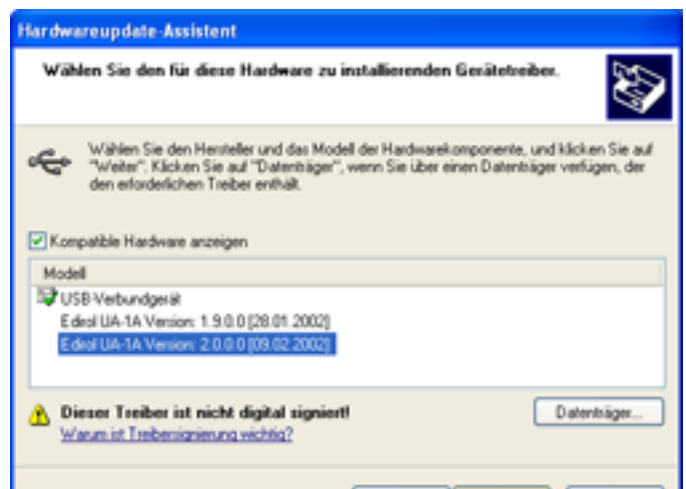 Hardwareupdate-Assistent
Wählen Sie den für diese Hardware zu installierenden Gerätetreiber.
Wählen Sie den Hersteller und das Modell der Hardwarekomponente, und klicken Sie auf
"Weiter". Klicken Sie auf "Datenträger", wenn Sie über einen Datenträger verfügen, der
den erforderlichen Treiber enthält.
Kompatible Hardware anzeigen
Modell
USB-Verbundgerät
Edirol UA-1A Version: 1.9.0.0 [28.01.2002]
Edirol UA-1A Version: 2.0.0.0 [09.02.2002]
Dieser Treiber ist nicht digital signiert!
Datenträger...
Warum ist Treibersignierung wichtig?